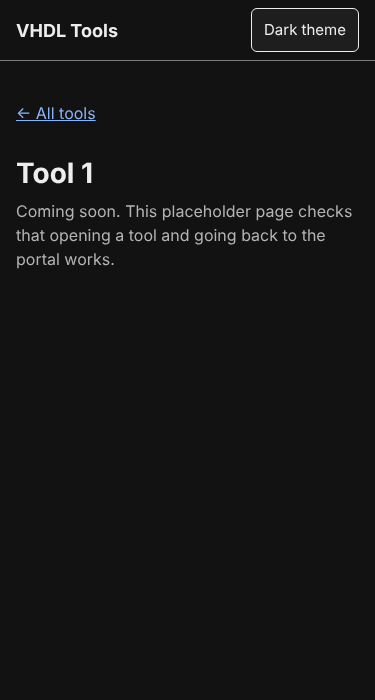 VHDL Tools
Dark theme
← All tools
Tool 1
Coming soon. This placeholder page checks
that opening a tool and going back to the
portal works.